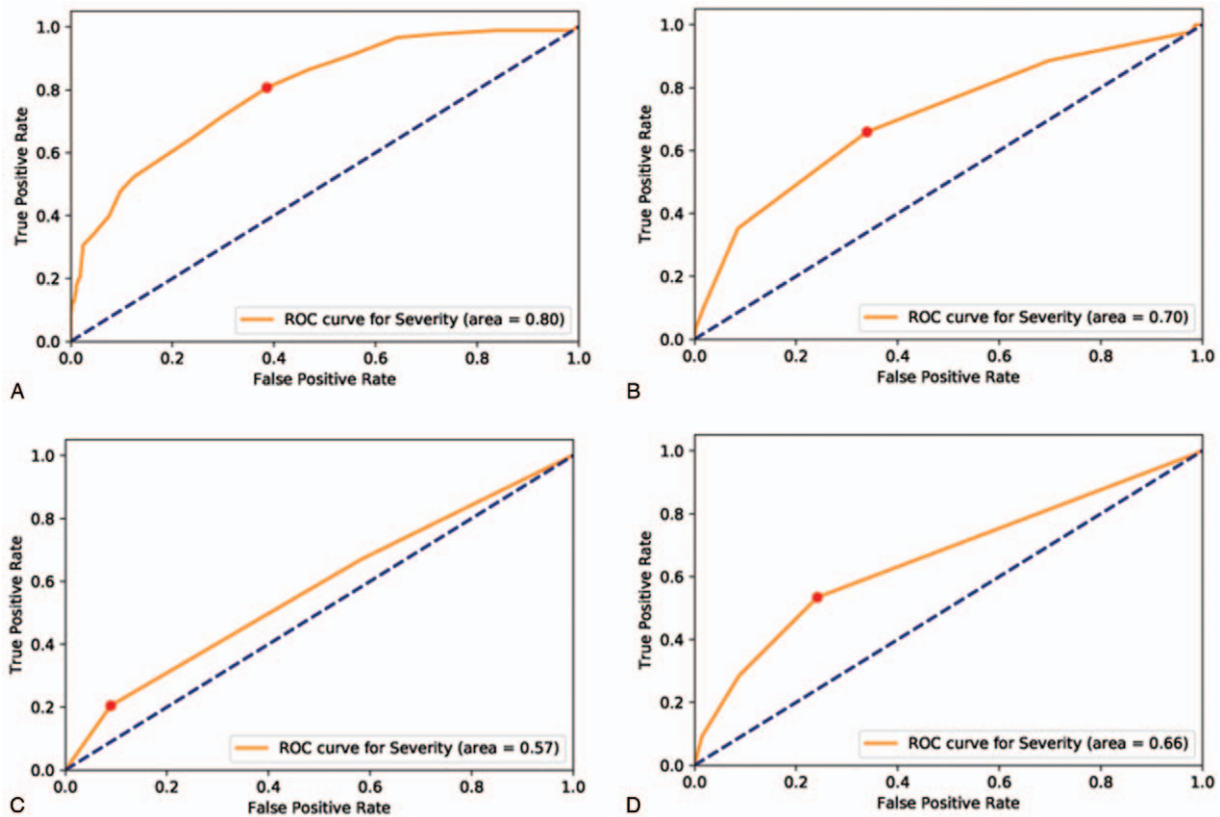 1.0
0.8
0.6
0.4
0.2
0.0
True Positive Rate
ROC curve for Severity (area = 0.80)
0.0 0.2 0.4 0.6 0.8 1.0
False Positive Rate
A
1.0
0.8
0.6
0.4
0.2
0.0
True Positive Rate
ROC curve for Severity (area = 0.70)
0.0 0.2 0.4 0.6 0.8 1.0
False Positive Rate
B
1.0
0.8
0.6
0.4
0.2
0.0
True Positive Rate
ROC curve for Severity (area = 0.57)
0.0 0.2 0.4 0.6 0.8 1.0
False Positive Rate
C
1.0
0.8
0.6
0.4
0.2
0.0
True Positive Rate
ROC curve for Severity (area = 0.66)
0.0 0.2 0.4 0.6 0.8 1.0
False Positive Rate
D